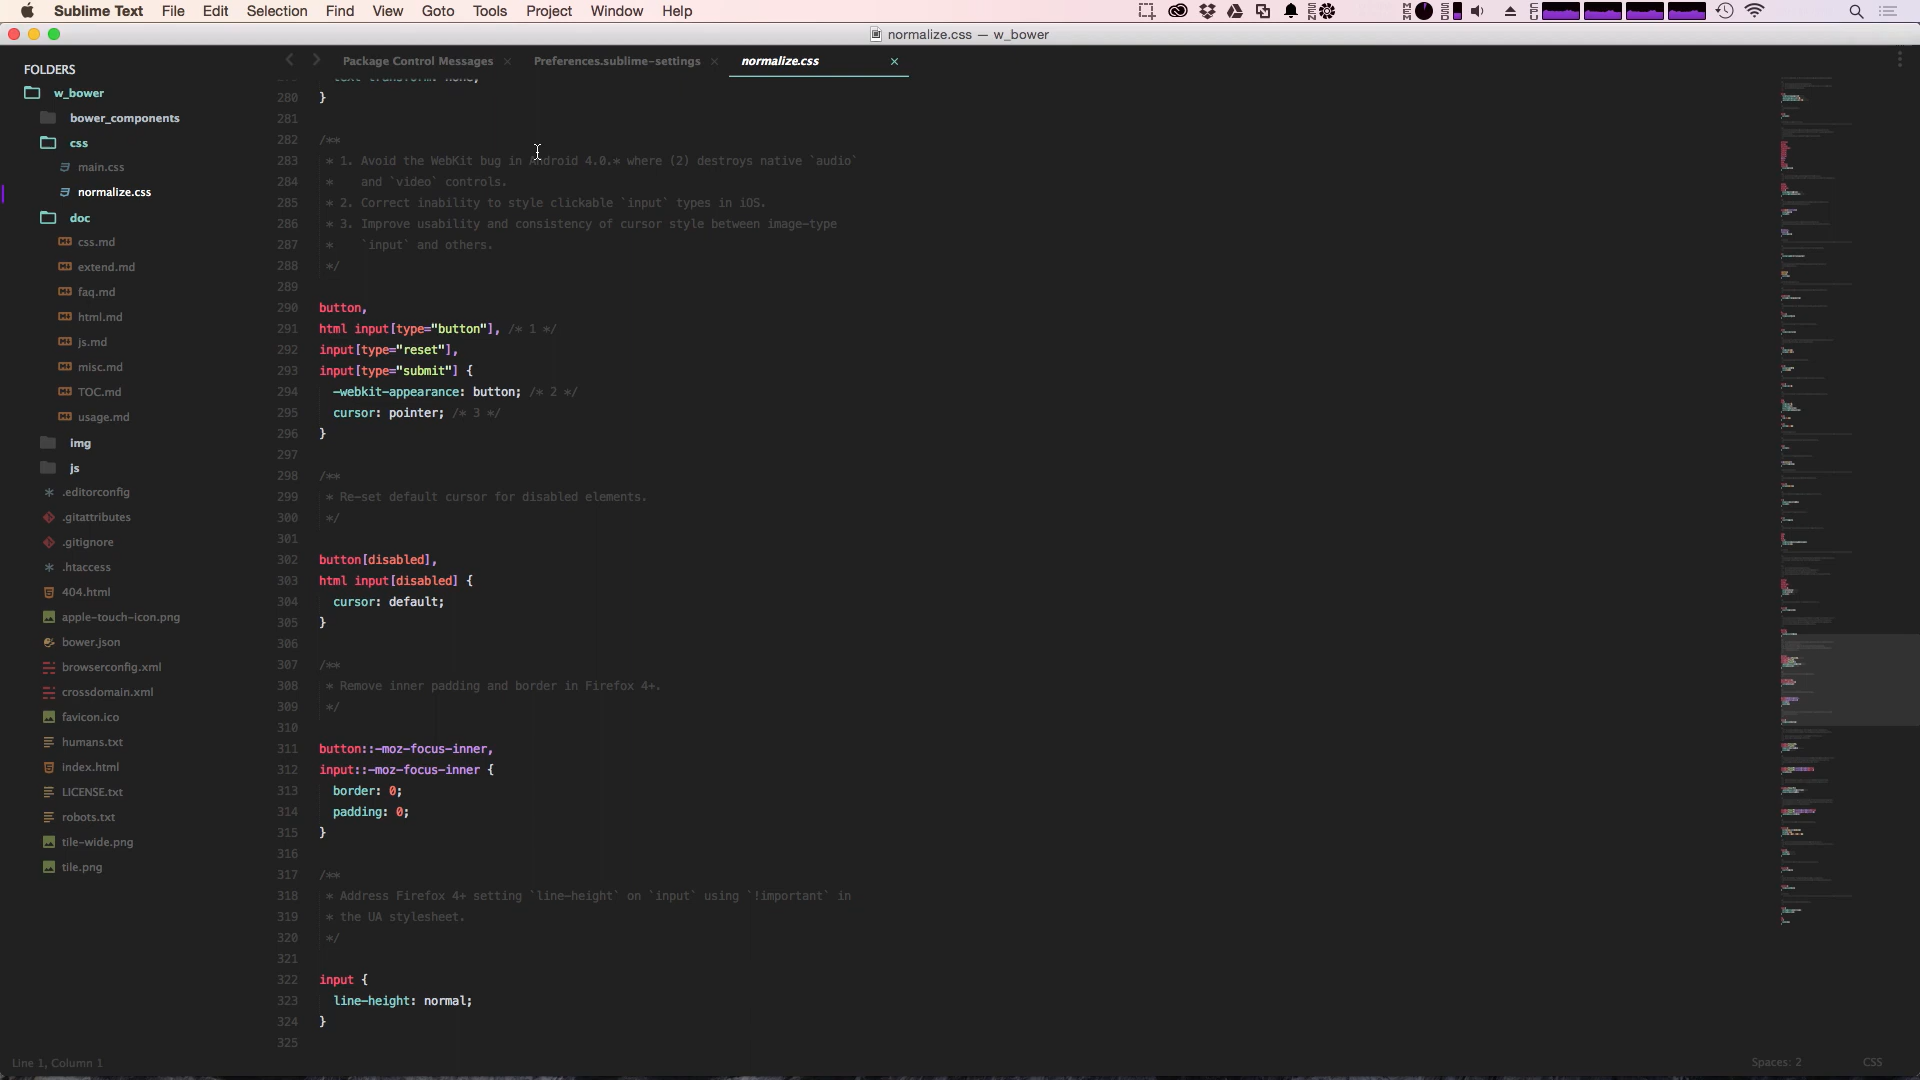 Sublime Text File Edit Selection Find View Goto Tools Project Window Help
normalize.css — w_bower
FOLDERS
w_bower
bower_components
css
main.css
normalize.css
doc
css.md
extend.md
faq.md
html.md
js.md
misc.md
TOC.md
usage.md
img
js
.editorconfig
.gitattributes
.gitignore
.htaccess
404.html
apple-touch-icon.png
bower.json
browserconfig.xml
crossdomain.xml
favicon.ico
humans.txt
index.html
LICENSE.txt
robots.txt
tile-wide.png
tile.png
Package Control Messages Preferences.sublime-settings normalize.css
280 }
281
282 /**
283 * 1. Avoid the WebKit bug in Android 4.0.* where (2) destroys native `audio`
284 * and `video` controls.
285 * 2. Correct inability to style clickable `input` types in iOS.
286 * 3. Improve usability and consistency of cursor style between image-type
287 * `input` and others.
288 */
289
290 button,
291 html input[type="button"], /* 1 */
292 input[type="reset"],
293 input[type="submit"] {
294 -webkit-appearance: button; /* 2 */
295 cursor: pointer; /* 3 */
296 }
297
298 /**
299 * Re-set default cursor for disabled elements.
300 */
301
302 button[disabled],
303 html input[disabled] {
304 cursor: default;
305 }
306
307 /**
308 * Remove inner padding and border in Firefox 4+.
309 */
310
311 button::-moz-focus-inner,
312 input::-moz-focus-inner {
313 border: 0;
314 padding: 0;
315 }
316
317 /**
318 * Address Firefox 4+ setting `line-height` on `input` using `!important` in
319 * the UA stylesheet.
320 */
321
322 input {
323 line-height: normal;
324 }
325
Line 1, Column 1
Spaces: 2
CSS